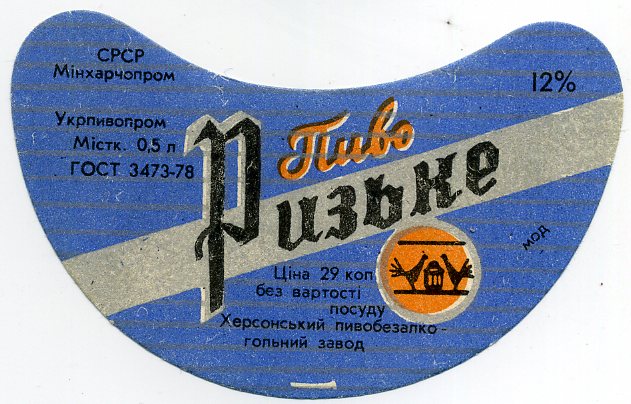 СРСР
Мінхарчопром
12%
Укрпивопром
Містк. 0,5 л
ГОСТ 3473-78
Пиво
Ризьке
мод
Ціна 29 коп
без вартості
посуду
Херсонський пивобезалко-
гольний завод